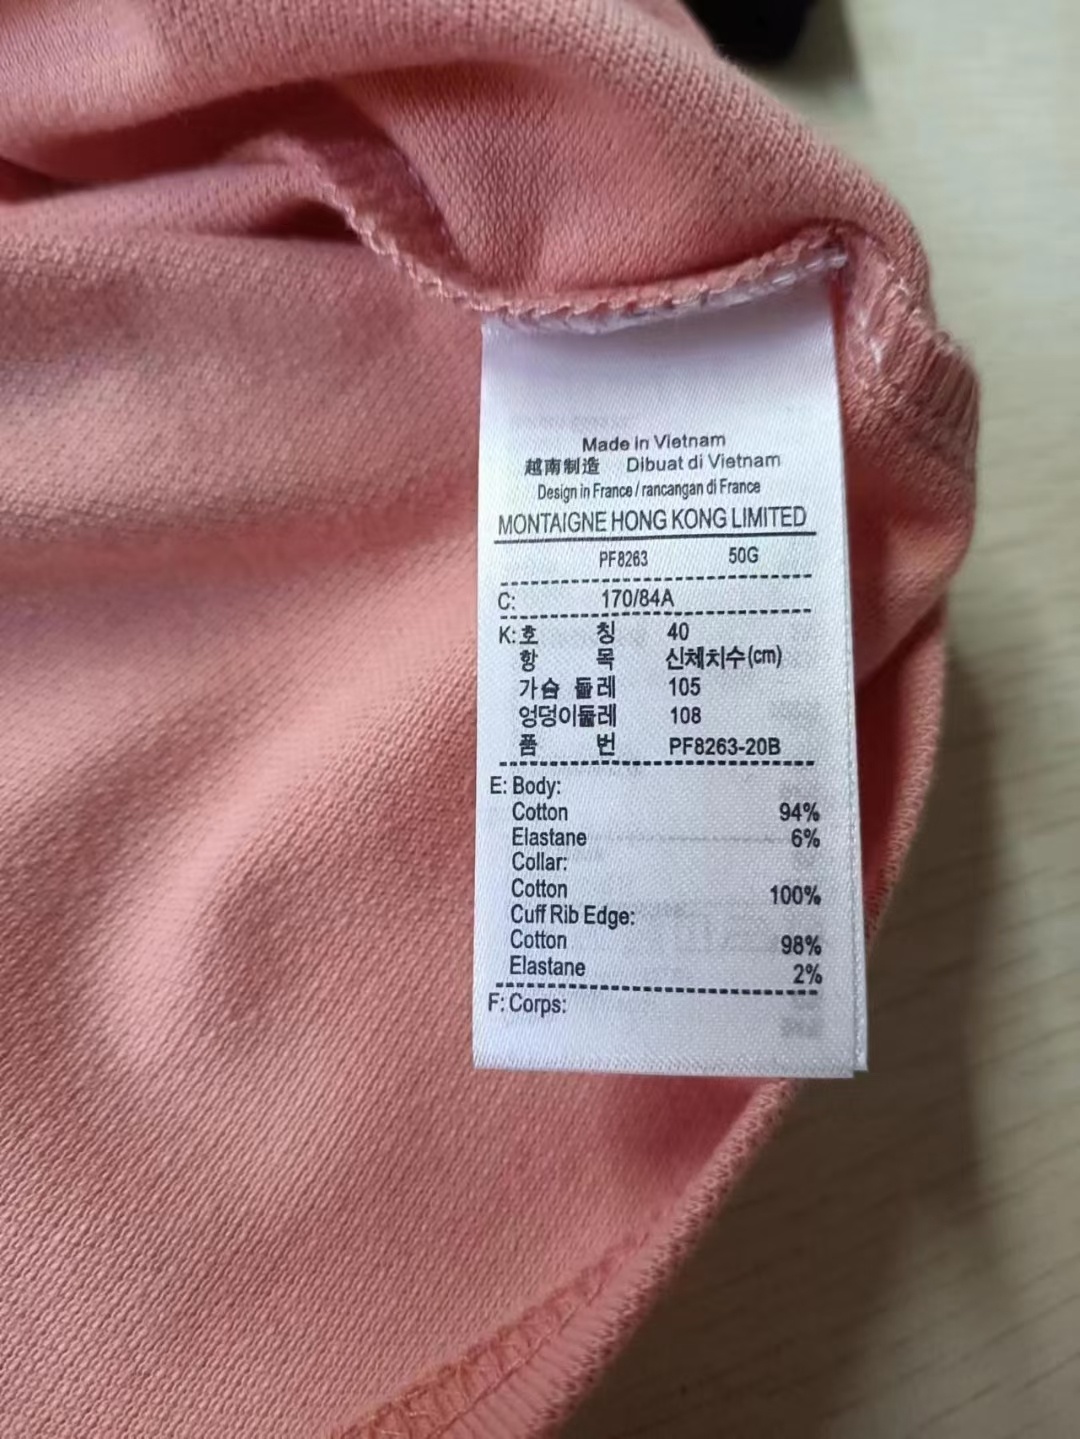 Made in Vietnam
越南制造 Dibuat di Vietnam
Design in France / rancangan di France
MONTAIGNE HONG KONG LIMITED
PF8263 50G
C: 170/84A
K: 호 칭 40
항 목 신체치수(cm)
가슴 둘레 105
엉덩이둘레 108
품 번 PF8263-20B
E: Body:
Cotton 94%
Elastane 6%
Collar:
Cotton 100%
Cuff Rib Edge:
Cotton 98%
Elastane 2%
F: Corps: